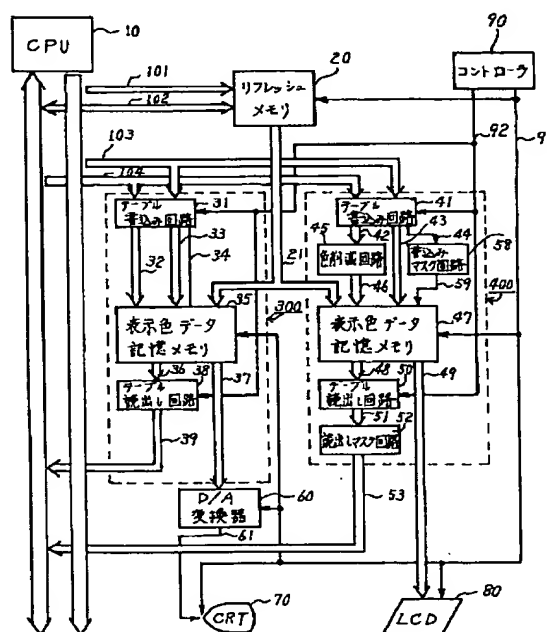 CPU
10
90
コントローラ
101
102
20
リフレッシュ
メモリ
92
9
103
104
テーブル
書込み回路
31
テーブル
書込み回路
41
33
34
32
21
45
42
43
44
色削減回路
書込み
マスク回路
58
46
59
400
35
300
47
表示色データ
記憶メモリ
表示色データ
記憶メモリ
36
38
37
48
50
49
テーブル
読出し回路
テーブル
読出し回路
51
52
39
読出しマスク回路
D/A
変換器
60
53
61
70
CRT
80
LCD